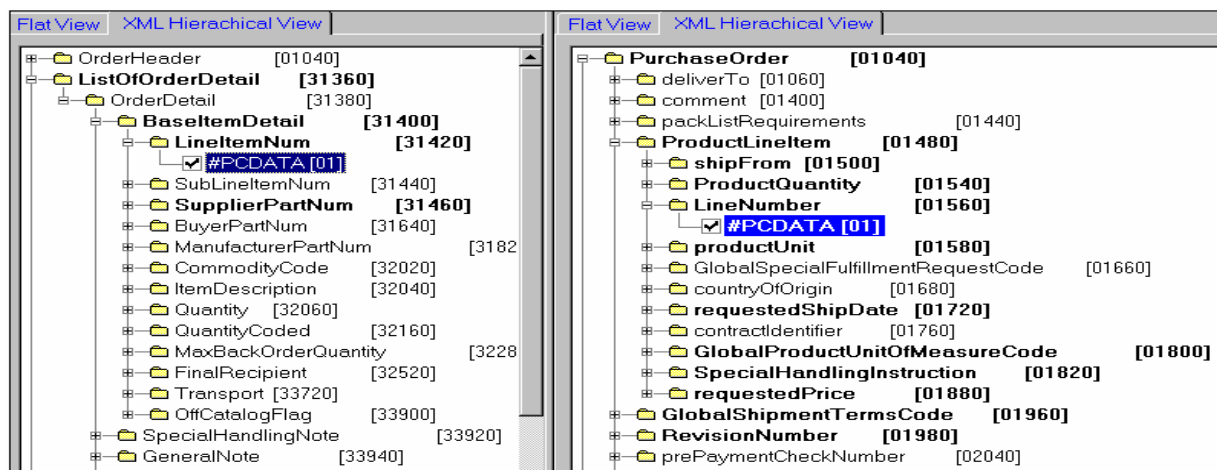 Flat View XML Hierachical View
OrderHeader [01040]
ListOfOrderDetail [31360]
OrderDetail [31380]
BaseItemDetail [31400]
LineItemNum [31420]
#PCDATA [01]
SubLineItemNum [31440]
SupplierPartNum [31460]
BuyerPartNum [31640]
ManufacturerPartNum [3182
CommodityCode [32020]
ItemDescription [32040]
Quantity [32060]
QuantityCoded [32160]
MaxBackOrderQuantity [3228
FinalRecipient [32520]
Transport [33720]
OffCatalogFlag [33900]
SpecialHandlingNote [33920]
GeneralNote [33940]
Flat View XML Hierachical View
PurchaseOrder [01040]
deliverTo [01060]
comment [01400]
packListRequirements [01440]
ProductLineItem [01480]
shipFrom [01500]
ProductQuantity [01540]
LineNumber [01560]
#PCDATA [01]
productUnit [01580]
GlobalSpecialFulfillmentRequestCode [01660]
countryOfOrigin [01680]
requestedShipDate [01720]
contractIdentifier [01760]
GlobalProductUnitOfMeasureCode [01800]
SpecialHandlingInstruction [01820]
requestedPrice [01880]
GlobalShipmentTermsCode [01960]
RevisionNumber [01980]
prePaymentCheckNumber [02040]